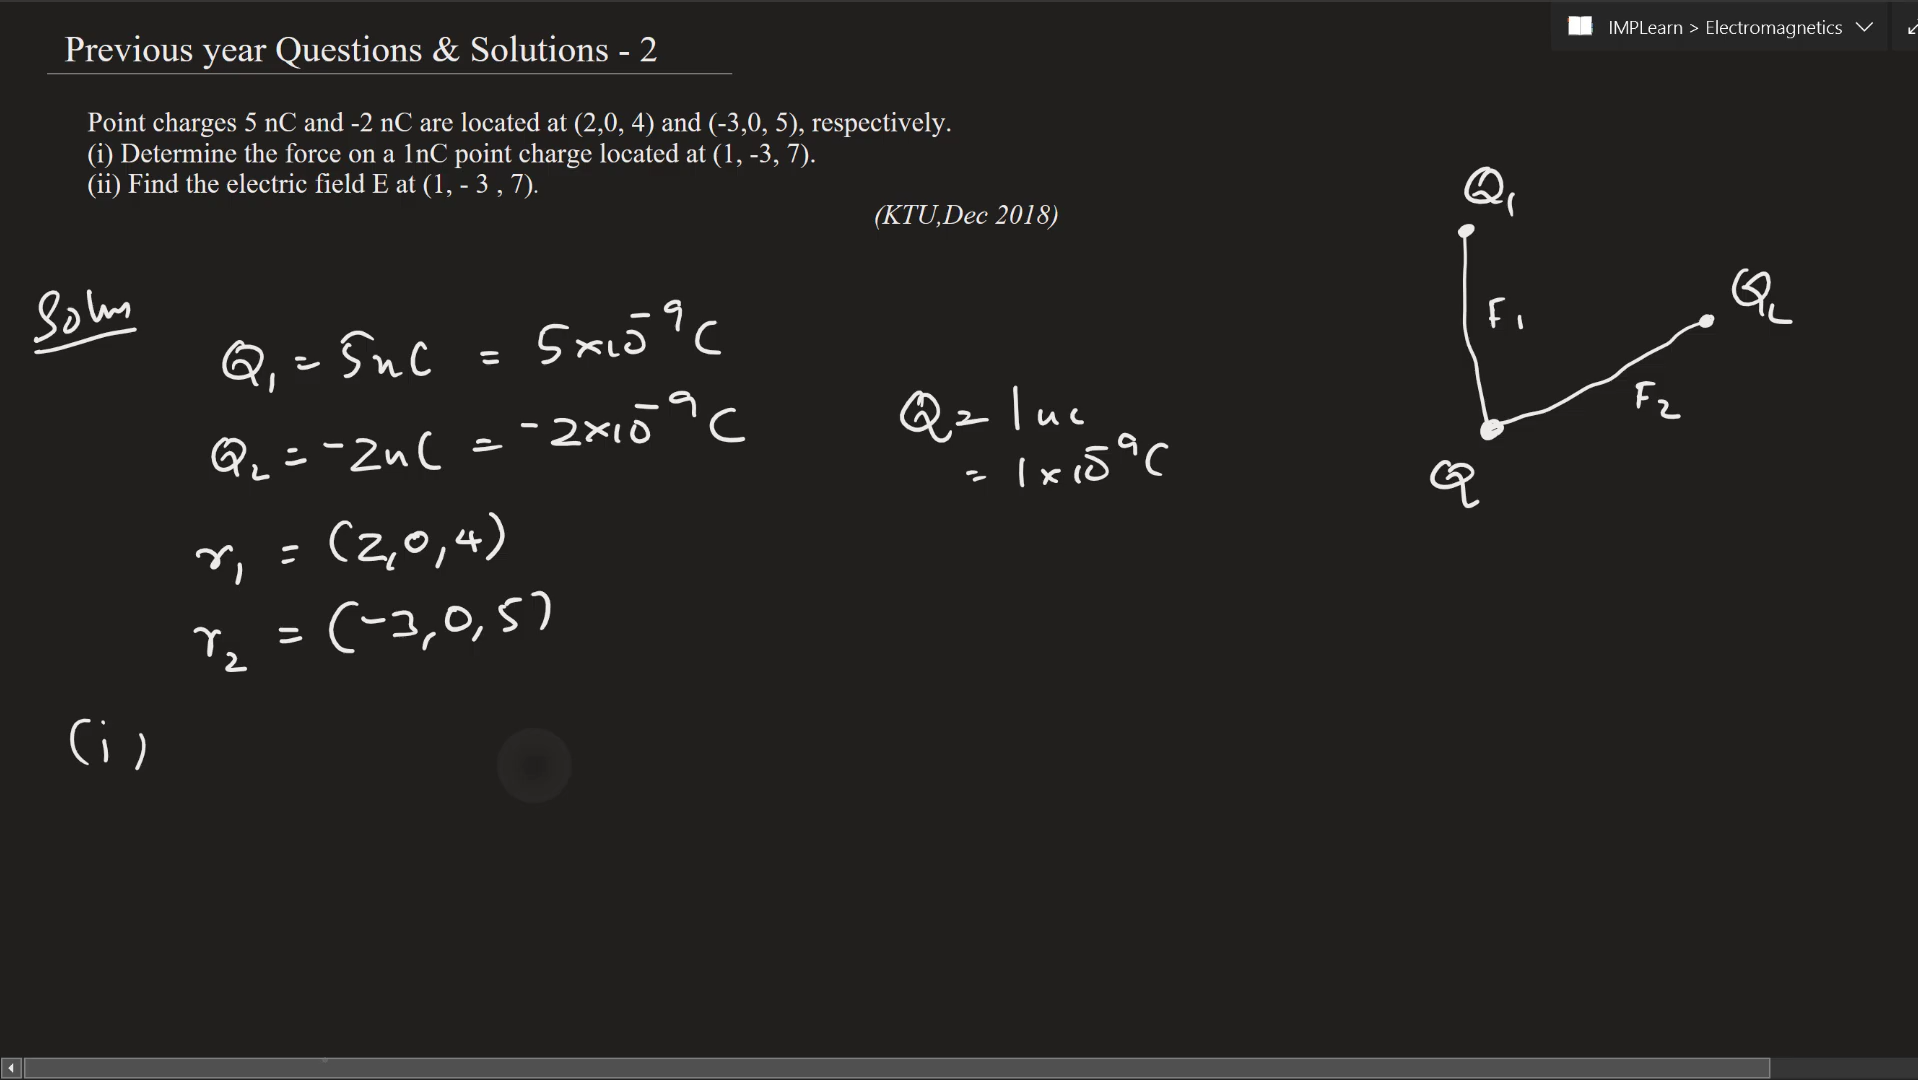 IMPLearn > Electromagnetics
Previous year Questions & Solutions - 2
Point charges 5 nC and -2 nC are located at (2,0, 4) and (-3,0, 5), respectively.
(i) Determine the force on a 1nC point charge located at (1, -3, 7).
(ii) Find the electric field E at (1, - 3 , 7).
(KTU,Dec 2018)
Soln
Q₁ = 5nC = 5×10⁻⁹C
Q₂ = -2nC = -2×10⁻⁹C
Q = 1nC
= 1×10⁻⁹C
r₁ = (2,0,4)
r₂ = (-3,0,5)
(i)
Q₁
F₁
Q₂
F₂
Q